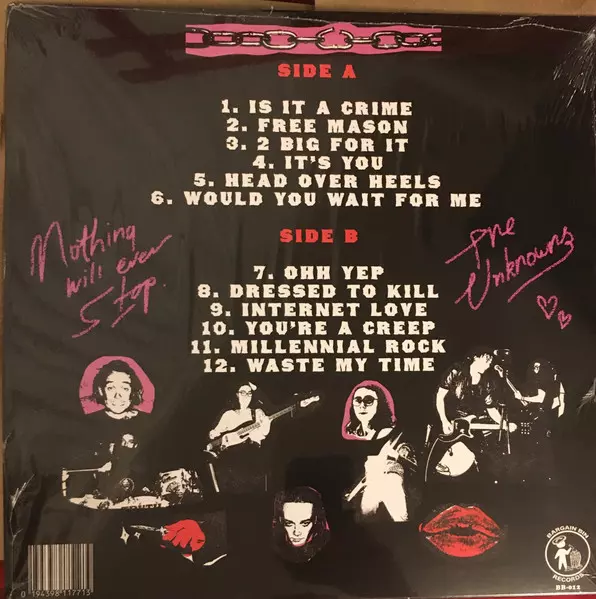 SIDE A
1. IS IT A CRIME
2. FREE MASON
3. 2 BIG FOR IT
4. IT'S YOU
5. HEAD OVER HEELS
6. WOULD YOU WAIT FOR ME
Nothing
will ever
Stop.
SIDE B
The
Unknowns
7. OHH YEP
8. DRESSED TO KILL
9. INTERNET LOVE
10. YOU'RE A CREEP
11. MILLENNIAL ROCK
12. WASTE MY TIME
0 194398 117713
BARGAIN BIN
RECORDS
BB-012